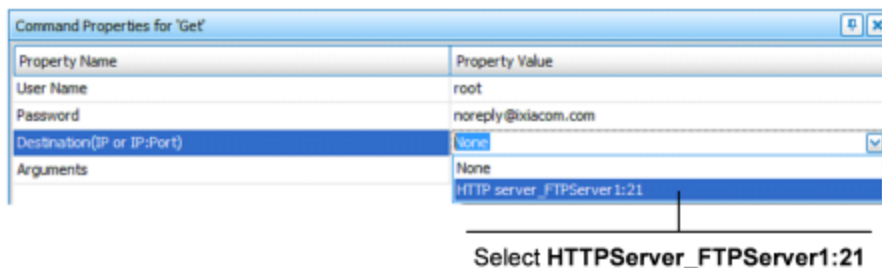 Command Properties for 'Get'
Property Name Property Value
User Name root
Password noreply@ixiacom.com
Destination(IP or IP:Port) None
Arguments None
HTTP server_FTPServer1:21
Select HTTPServer_FTPServer1:21